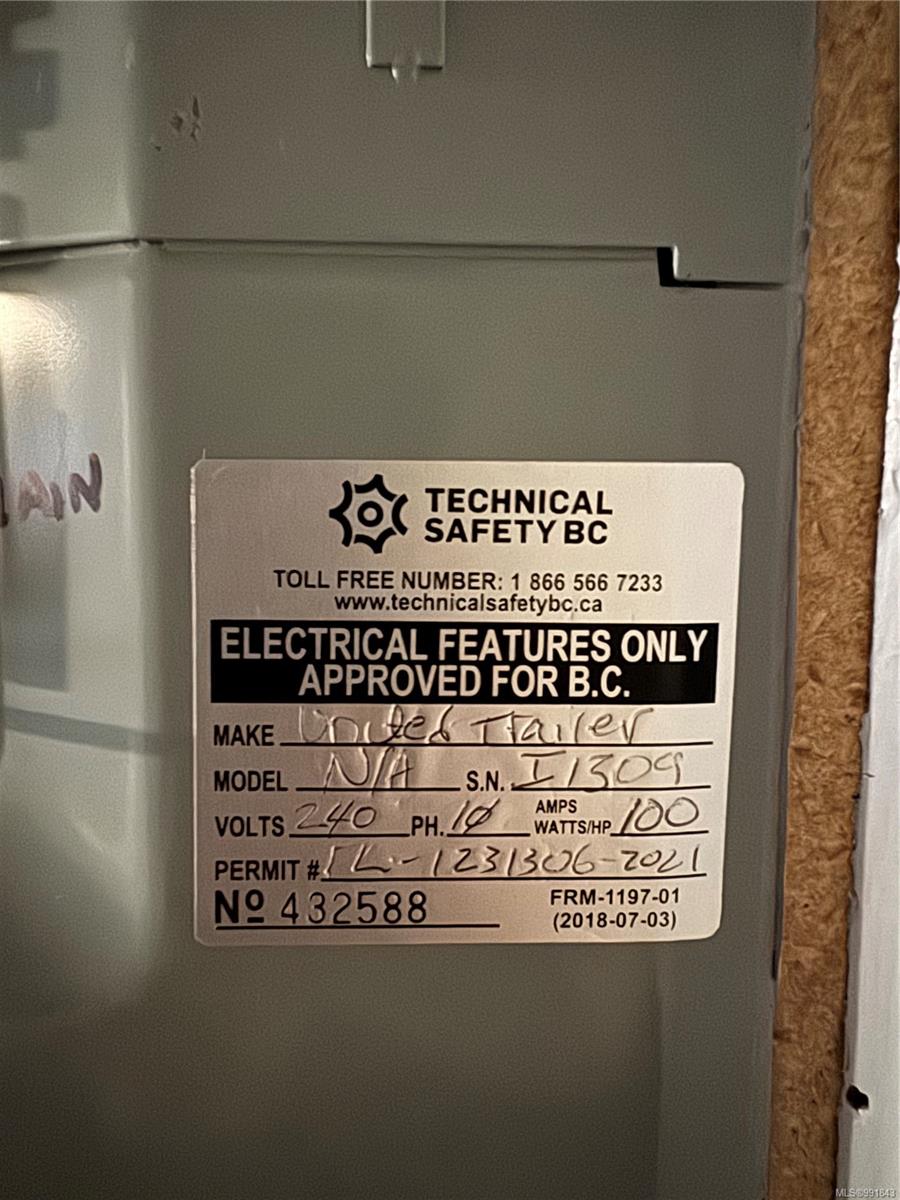 AIN
TECHNICAL
SAFETY BC
TOLL FREE NUMBER: 1 866 566 7233
www.technicalsafetybc.ca
ELECTRICAL FEATURES ONLY
APPROVED FOR B.C.
MAKE United Trailer
MODEL N/A S.N. I1309
VOLTS 240 PH. 1Ø AMPS WATTS/HP 100
PERMIT # EL-1231306-2021
Nº 432588 FRM-1197-01
(2018-07-03)
MLS®991843